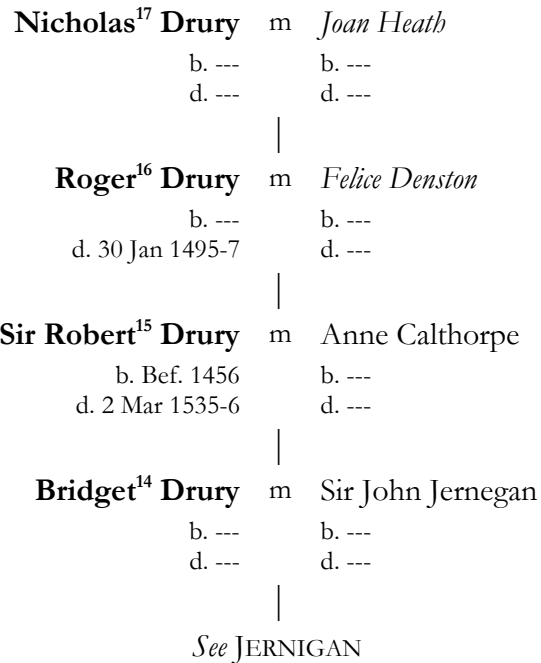 Nicholas17 Drury m Joan Heath
b. --- b. ---
d. --- d. ---
Roger16 Drury m Felice Denston
b. --- b. ---
d. 30 Jan 1495-7 d. ---
Sir Robert15 Drury m Anne Calthorpe
b. Bef. 1456 b. ---
d. 2 Mar 1535-6 d. ---
Bridget14 Drury m Sir John Jernegan
b. --- b. ---
d. --- d. ---
See JERNIGAN